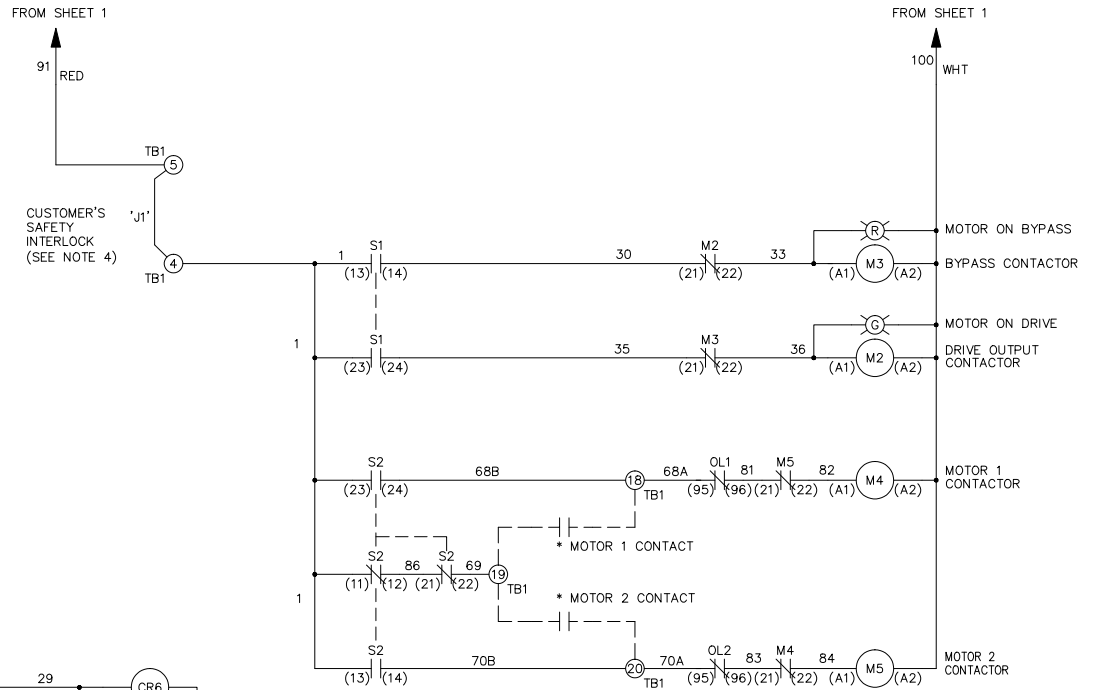 FROM SHEET 1
FROM SHEET 1
91
RED
100
WHT
TB1
5
CUSTOMER'S
SAFETY
INTERLOCK
(SEE NOTE 4)
'J1'
4
TB1
1
S1
(13)
(14)
30
M2
(21)
(22)
33
R
MOTOR ON BYPASS
(A1)
M3
(A2)
BYPASS CONTACTOR
1
S1
(23)
(24)
35
M3
(21)
(22)
36
G
MOTOR ON DRIVE
(A1)
M2
(A2)
DRIVE OUTPUT
CONTACTOR
S2
(23)
(24)
68B
18
TB1
68A
OL1
(95)
(96)
81
M5
(21)
(22)
82
(A1)
M4
(A2)
MOTOR 1
CONTACTOR
* MOTOR 1 CONTACT
S2
(11)
(12)
86
S2
(21)
(22)
69
19
TB1
1
* MOTOR 2 CONTACT
S2
(13)
(14)
70B
20
TB1
70A
OL2
(95)
(96)
83
M4
(21)
(22)
84
(A1)
M5
(A2)
MOTOR 2
CONTACTOR
29
CR6